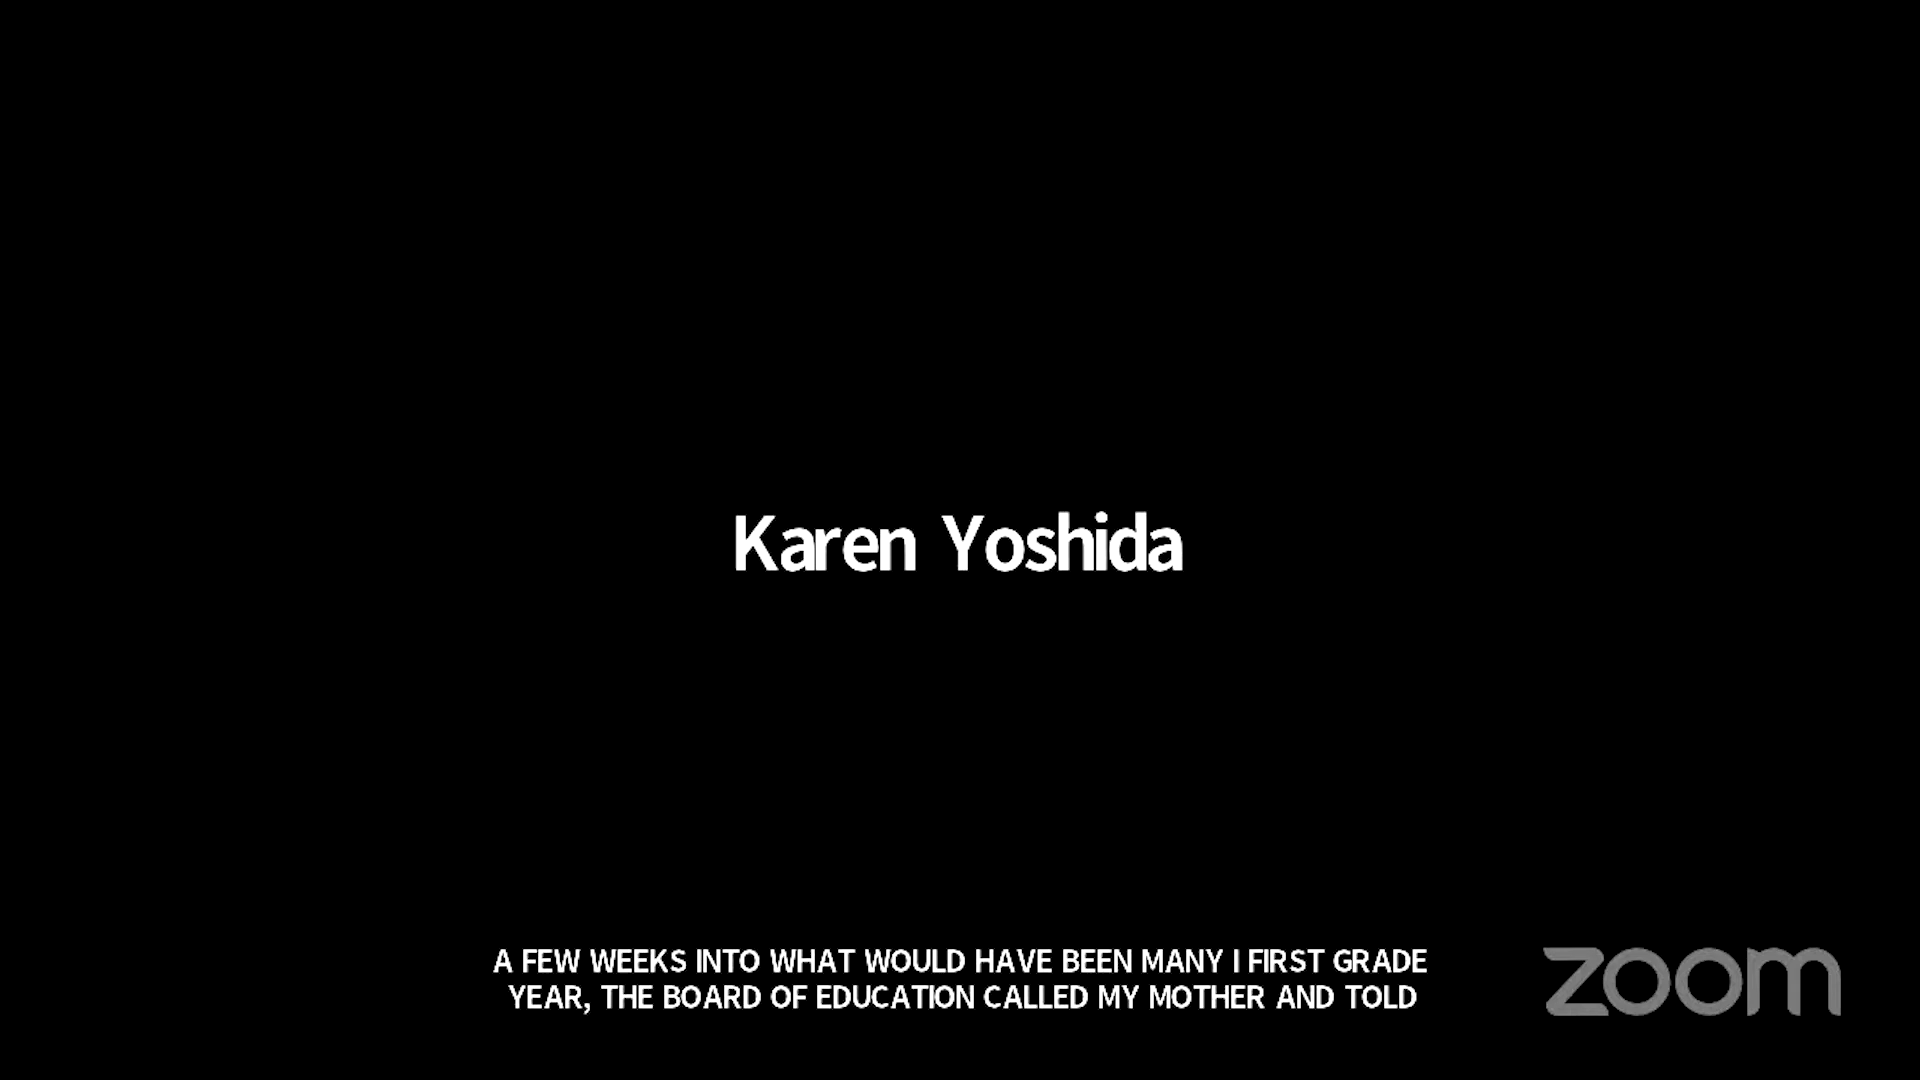 Karen Yoshida
A FEW WEEKS INTO WHAT WOULD HAVE BEEN MANY I FIRST GRADE
YEAR, THE BOARD OF EDUCATION CALLED MY MOTHER AND TOLD
zoom